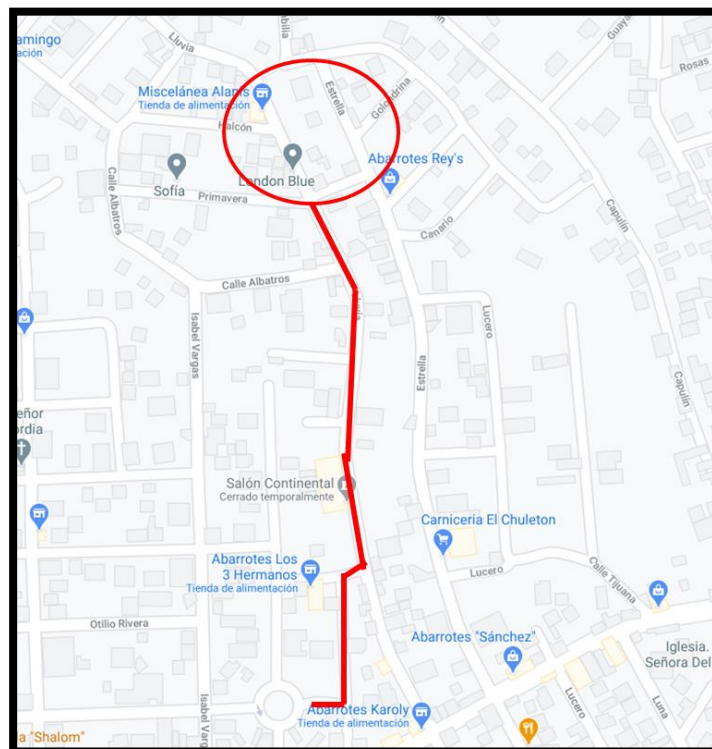 amingo
ación
Lluvia
bilia
Guaya
Rosas
Miscelánea Alanis
Tienda de alimentación
Estrella
Golondrina
Halcón
Abarrotes Rey's
London Blue
Sofía
Calle Albatros
Primavera
Canario
Capulín
Calle Albatros
Lluvia
Lucero
Isabel Vargas
Estrella
Capulín
eñor
ordia
Salón Continental
Cerrado temporalmente
Carniceria El Chuleton
Abarrotes Los
3 Hermanos
Tienda de alimentación
Lucero
Calle Tijuana
Otilio Rivera
Abarrotes "Sánchez"
Iglesia.
Señora Del
Lucero
Luna
Isabel Varg
Abarrotes Karoly
Tienda de alimentación
a "Shalom"